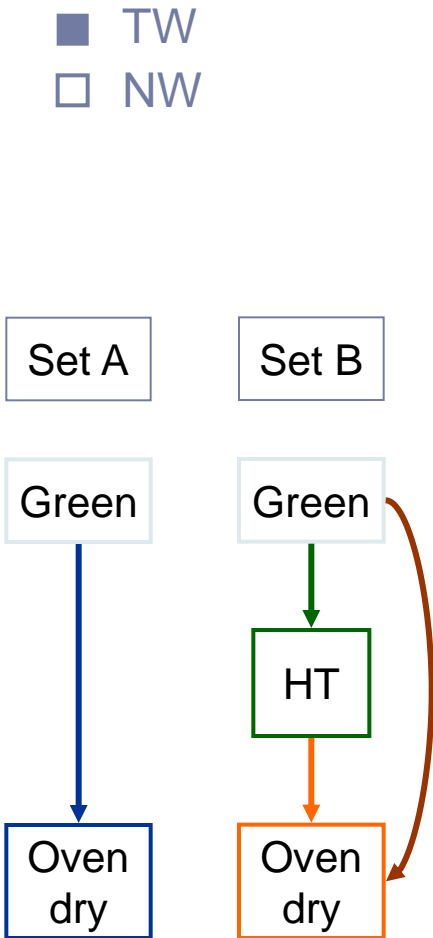 TW
NW
Set A
Set B
Green
Green
HT
Oven
dry
Oven
dry